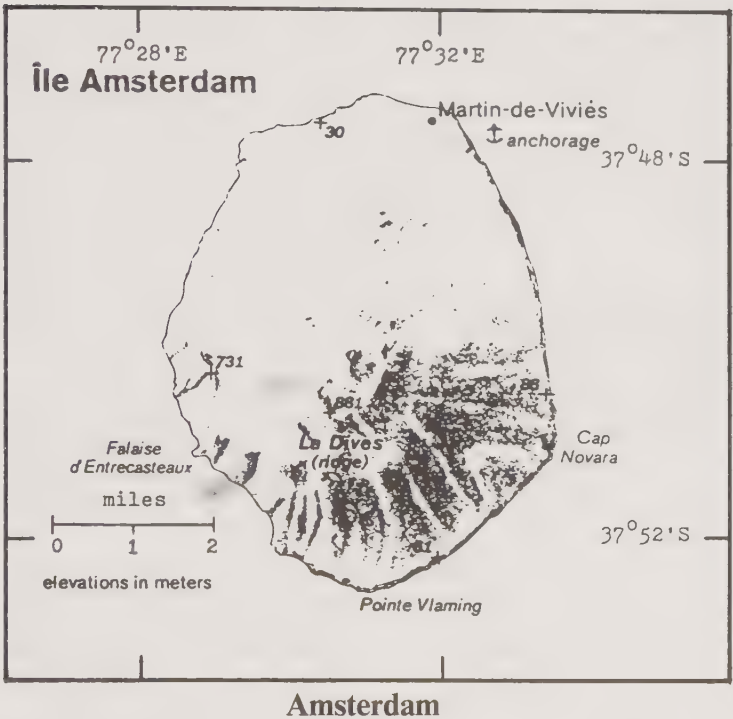 77°28'E 77°32'E
Île Amsterdam
30
Martin-de-Viviés
anchorage
37°48'S
731
88
881
La Dives
(ridge)
Falaise
d'Entrecasteaux
Cap
Novara
miles
0 1 2
elevations in meters
37°52'S
Pointe Vlaming
Amsterdam